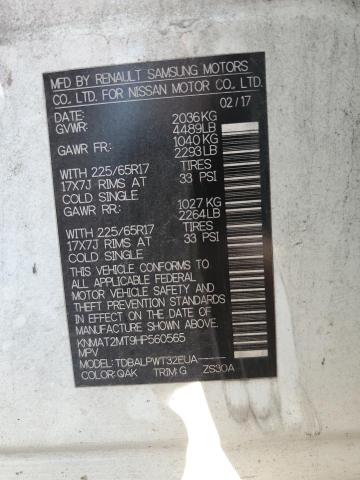 MFD BY RENAULT SAMSUNG MOTORS
CO., LTD. FOR NISSAN MOTOR CO., LTD.
DATE: 02/17
GVWR: 2036KG
4489LB
GAWR FR: 1040 KG
2293LB
WITH 225/65R17 TIRES
17X7J RIMS AT 33 PSI
COLD SINGLE
GAWR RR: 1027 KG
2264LB
WITH 225/65R17 TIRES
17X7J RIMS AT 33 PSI
COLD SINGLE
THIS VEHICLE CONFORMS TO
ALL APPLICABLE FEDERAL
MOTOR VEHICLE SAFETY AND
THEFT PREVENTION STANDARDS
IN EFFECT ON THE DATE OF
MANUFACTURE SHOWN ABOVE.
KNMAT2MT9HP560565
MPV
MODEL:TDBALPWT32EUA-----
COLOR:QAK TRIM:G ZS30A